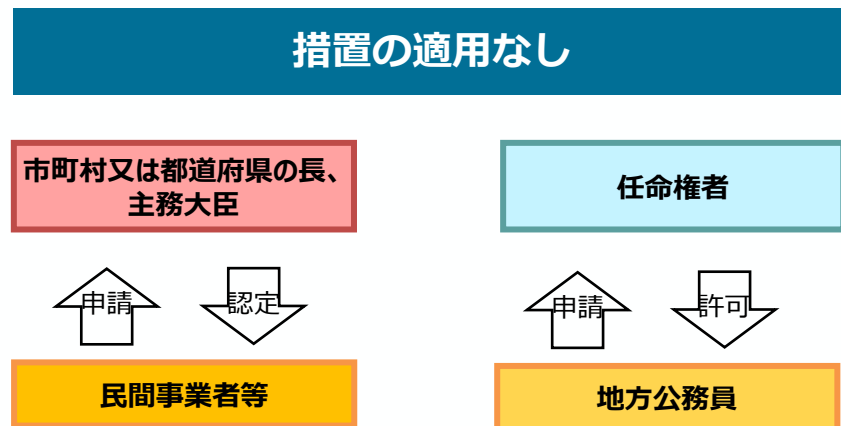 措置の適用なし
市町村又は都道府県の長、
主務大臣
任命権者
申請
認定
申請
許可
民間事業者等
地方公務員